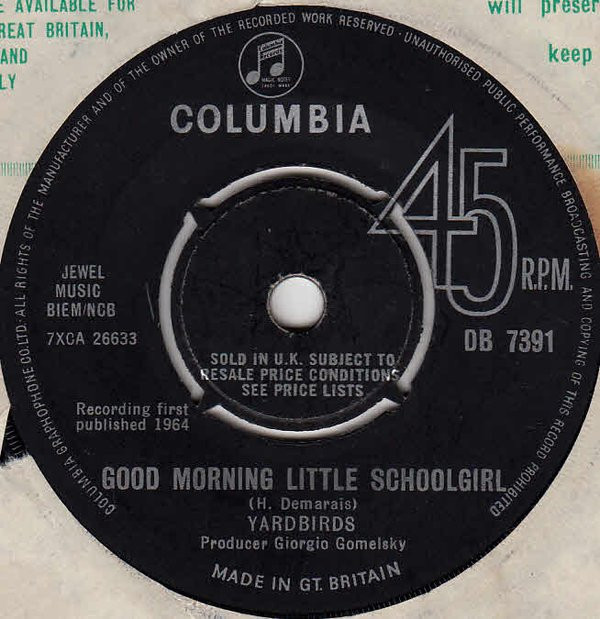 E AVAILABLE FOR
REAT BRITAIN,
AND
LY
will preser
keep
COLUMBIA GRAPHOPHONE CO. LTD. ALL RIGHTS OF THE MANUFACTURER AND OF THE OWNER OF THE RECORDED WORK RESERVED · UNAUTHORISED PUBLIC PERFORMANCE BROADCASTING AND COPYING OF THIS RECORD PROHIBITED
MAGIC NOTES
COLUMBIA
45
R.P.M.
JEWEL
MUSIC
BIEM/NCB
7XCA 26633
DB 7391
SOLD IN U.K. SUBJECT TO
RESALE PRICE CONDITIONS
SEE PRICE LISTS
Recording first
published 1964
GOOD MORNING LITTLE SCHOOLGIRL
(H. Demarais)
YARDBIRDS
Producer Giorgio Gomelsky
MADE IN GT. BRITAIN